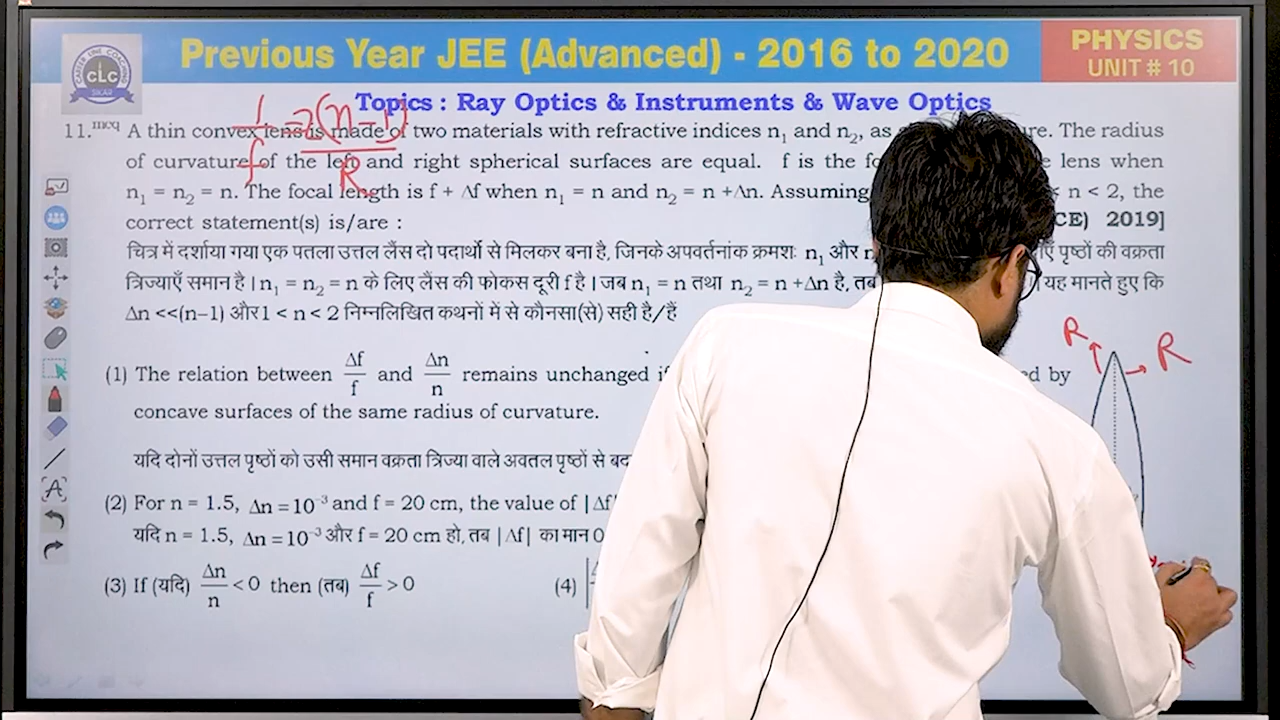 Previous Year JEE (Advanced) - 2016 to 2020
PHYSICS
UNIT # 10
CLC
SIKAR
Topics : Ray Optics & Instruments & Wave Optics
1/f = 2(n-1)/R
11.mcq A thin convex lens is made of two materials with refractive indices n₁ and n₂, as The radius
of curvature of the left and right spherical surfaces are equal. f is the lens when
n₁ = n₂ = n. The focal length is f + Δf when n₁ = n and n₂ = n +Δn. Assuming n < 2, the
correct statement(s) is/are : 2019]
चित्र में दर्शाया गया एक पतला उत्तल लैंस दो पदार्थो से मिलकर बना है, जिनके अपवर्तनांक क्रमशः n₁ और पृष्ठों की वक्रता
त्रिज्याएँ समान है। n₁ = n₂ = n के लिए लैंस की फोकस दूरी f है। जब n₁ = n तथा n₂ = n +Δn है, तब यह मानते हुए कि
Δn <<(n−1) और 1 < n < 2 निम्नलिखित कथनों में से कौनसा(से) सही है/हैं
R R
(1) The relation between Δf/f and Δn/n remains unchanged by
concave surfaces of the same radius of curvature.
यदि दोनों उत्तल पृष्ठों को उसी समान वक्रता त्रिज्या वाले अवतल पृष्ठों से
(2) For n = 1.5, Δn = 10⁻³ and f = 20 cm, the value of |Δf|
यदि n = 1.5, Δn = 10⁻³ और f = 20 cm हो, तब |Δf| का मान 0
(3) If (यदि) Δn/n < 0 then (तब) Δf/f > 0 (4)